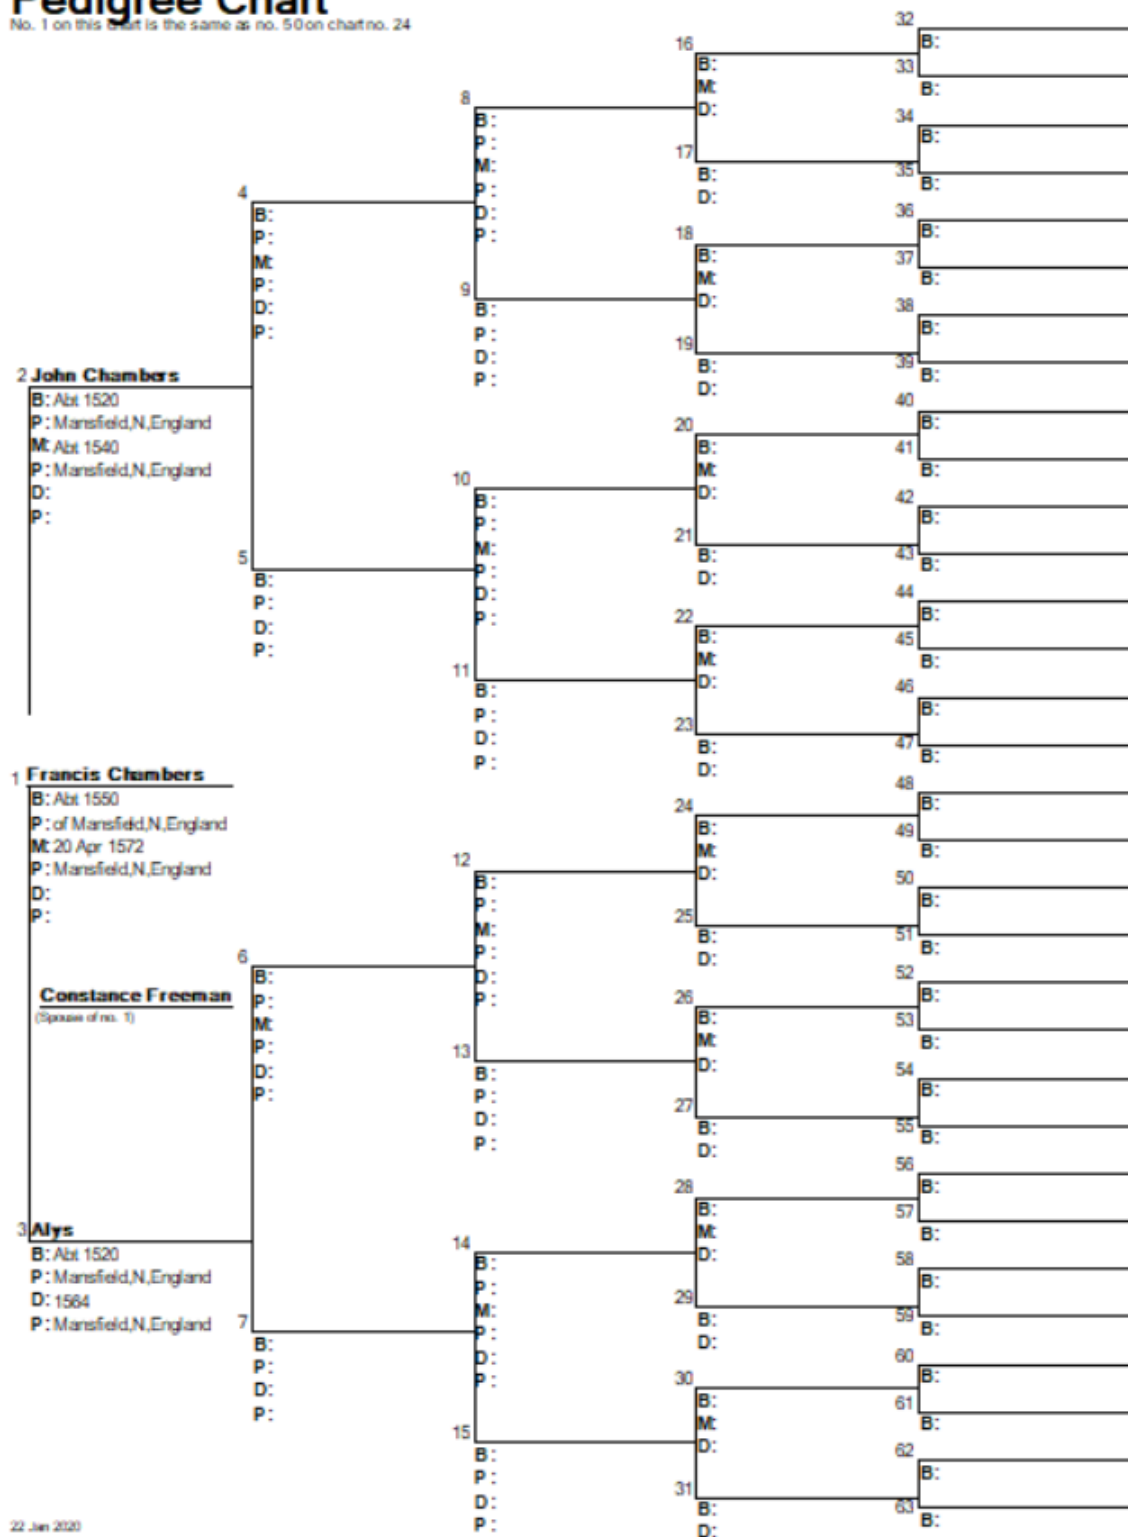 Pedigree Chart
No. 1 on this chart is the same as no. 50 on chart no. 24
2 John Chambers
B: Abt 1520
P: Mansfield,N,England
M: Abt 1540
P: Mansfield,N,England
D:
P:
1 Francis Chambers
B: Abt 1550
P: of Mansfield,N,England
M: 20 Apr 1572
P: Mansfield,N,England
D:
P:
Constance Freeman
(Spouse of no. 1)
3 Alys
B: Abt 1520
P: Mansfield,N,England
D: 1564
P: Mansfield,N,England
4
B:
P:
M:
P:
D:
P:
5
B:
P:
D:
P:
6
B:
P:
M:
P:
D:
P:
7
B:
P:
D:
P:
8
B:
P:
M:
P:
D:
P:
9
B:
P:
D:
P:
10
B:
P:
M:
P:
D:
P:
11
B:
P:
D:
P:
12
B:
P:
M:
P:
D:
P:
13
B:
P:
D:
P:
14
B:
P:
M:
P:
D:
P:
15
B:
P:
D:
P:
16
B:
M:
D:
17
B:
D:
18
B:
M:
D:
19
B:
D:
20
B:
M:
D:
21
B:
D:
22
B:
M:
D:
23
B:
D:
24
B:
M:
D:
25
B:
D:
26
B:
M:
D:
27
B:
D:
28
B:
M:
D:
29
B:
D:
30
B:
M:
D:
31
B:
D:
32
B:
33
B:
34
B:
35
B:
36
B:
37
B:
38
B:
39
B:
40
B:
41
B:
42
B:
43
B:
44
B:
45
B:
46
B:
47
B:
48
B:
49
B:
50
B:
51
B:
52
B:
53
B:
54
B:
55
B:
56
B:
57
B:
58
B:
59
B:
60
B:
61
B:
62
B:
63
B:
22 Jan 2020